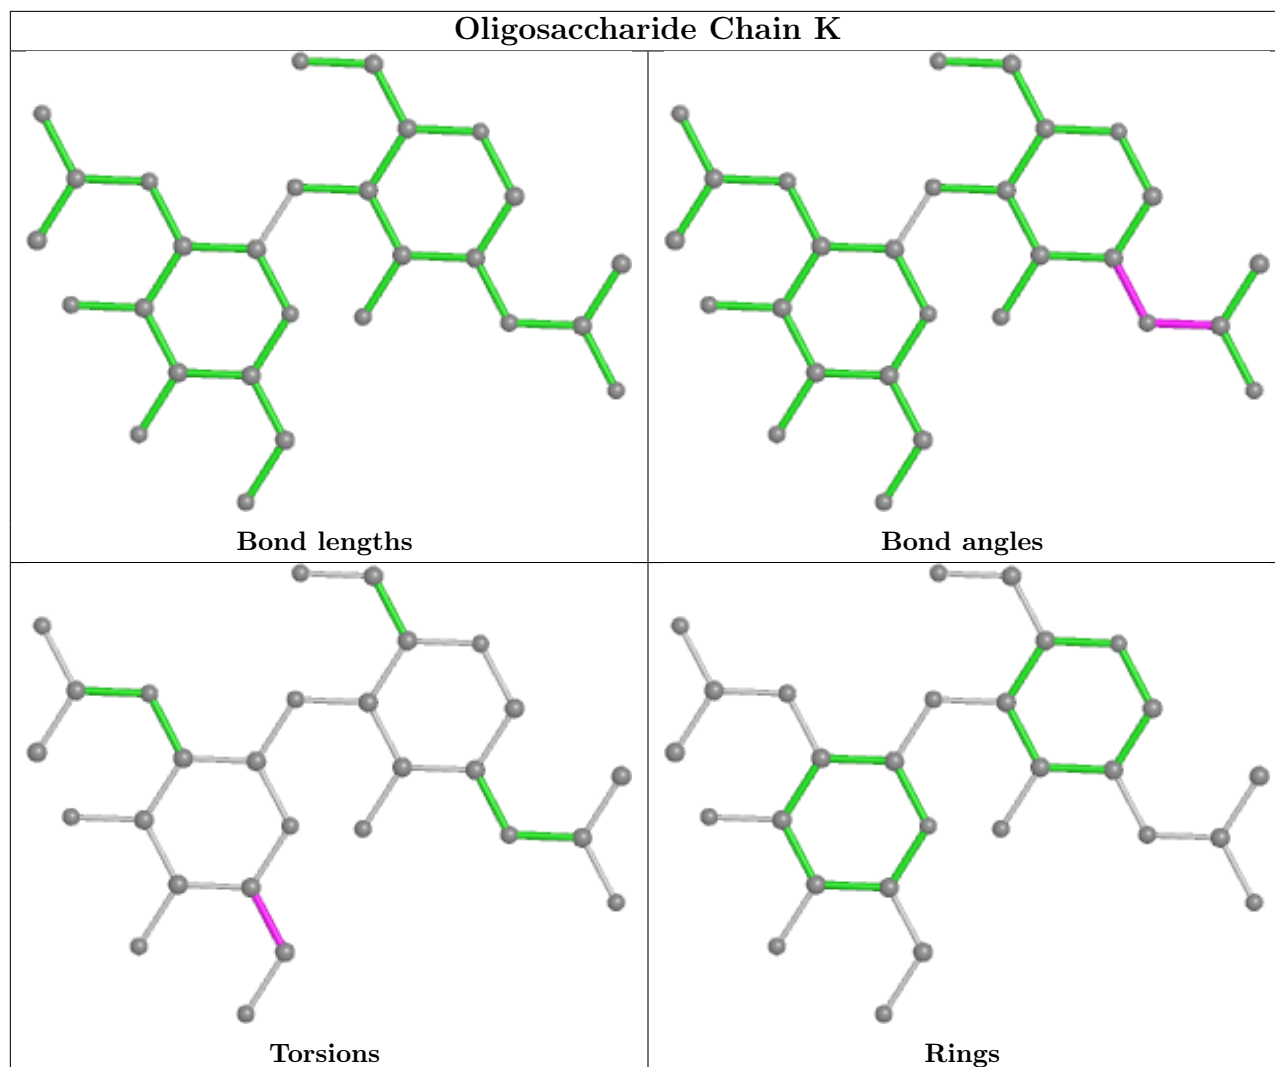 Oligosaccharide Chain K
Bond lengths
Bond angles
Torsions
Rings